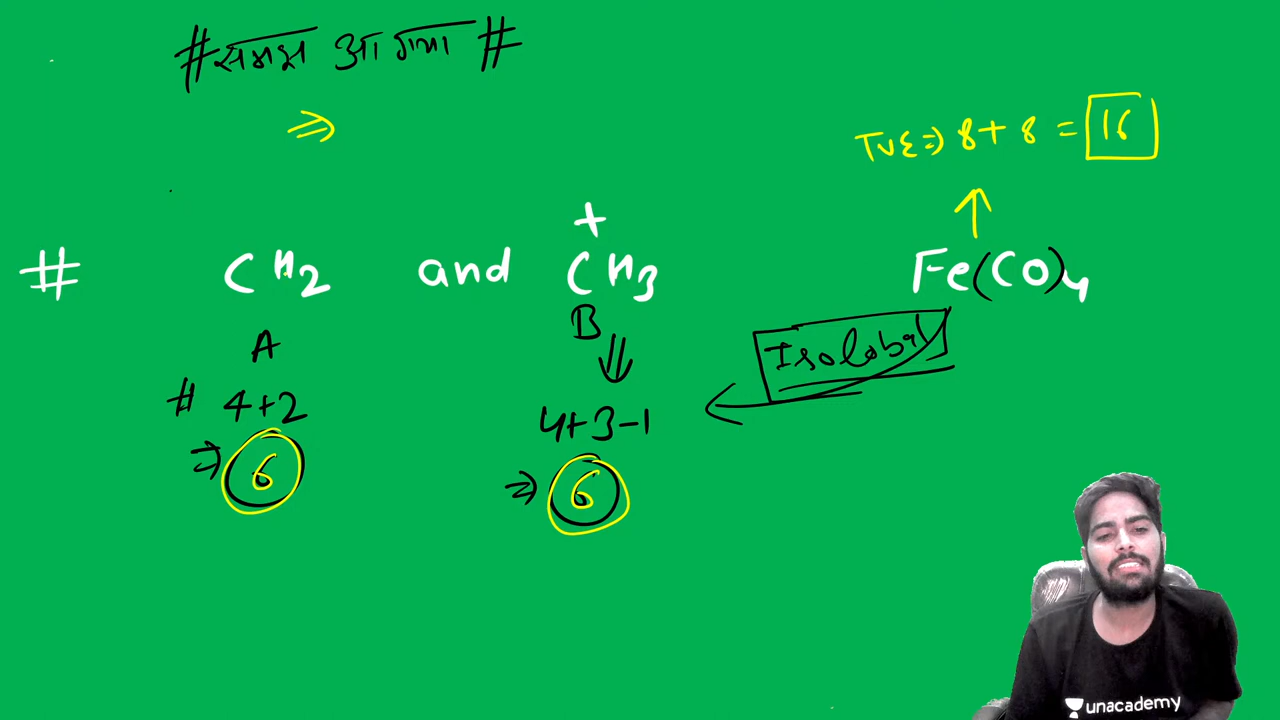 # समझ आ गया #
⇒
TVE ⇒ 8 + 8 = 16
# CH2 and CH3+ Fe(CO)4
A
B
Isolobal
# 4+2
4+3-1
⇒ 6
⇒ 6
unacademy